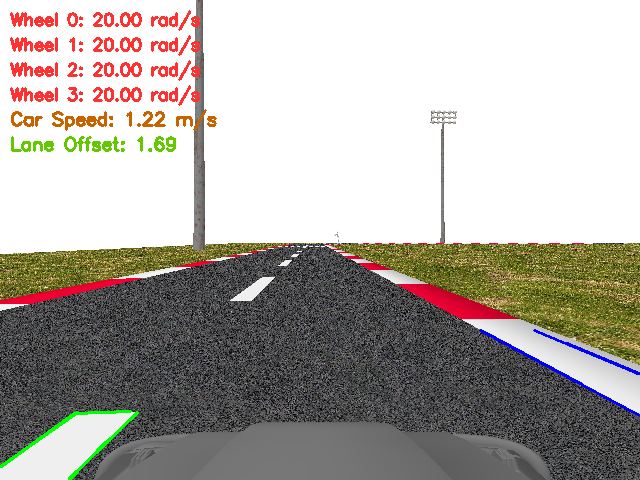 Wheel 0: 20.00 rad/s
Wheel 1: 20.00 rad/s
Wheel 2: 20.00 rad/s
Wheel 3: 20.00 rad/s
Car Speed: 1.22 m/s
Lane Offset: 1.69